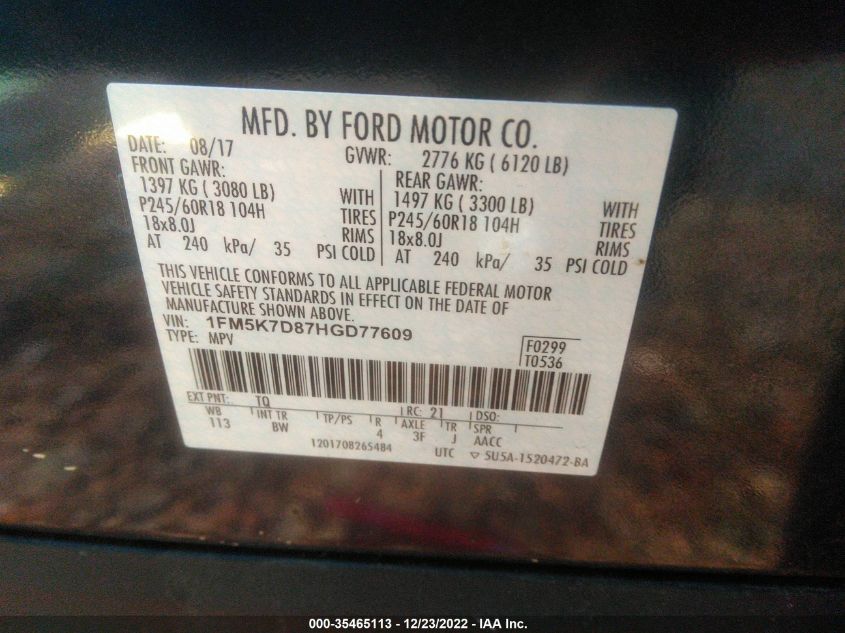 MFD. BY FORD MOTOR CO.
DATE: 08/17 GVWR: 2776 KG ( 6120 LB)
FRONT GAWR: REAR GAWR:
1397 KG ( 3080 LB) WITH 1497 KG ( 3300 LB) WITH
P245/60R18 104H TIRES P245/60R18 104H TIRES
18x8.0J RIMS 18x8.0J RIMS
AT 240 kPa/ 35 PSI COLD AT 240 kPa/ 35 PSI COLD
THIS VEHICLE CONFORMS TO ALL APPLICABLE FEDERAL MOTOR
VEHICLE SAFETY STANDARDS IN EFFECT ON THE DATE OF
MANUFACTURE SHOWN ABOVE.
VIN: 1FM5K7D87HGD77609 F0299
TYPE: MPV T0536
EXT PNT: TQ RC: 21 DSO:
WB INT TR TP/PS R AXLE TR SPR
113 BW 4 3F J AACC
1201708265484 UTC ▽ 5U5A-1520472-BA
000-35465113 - 12/23/2022 - IAA Inc.